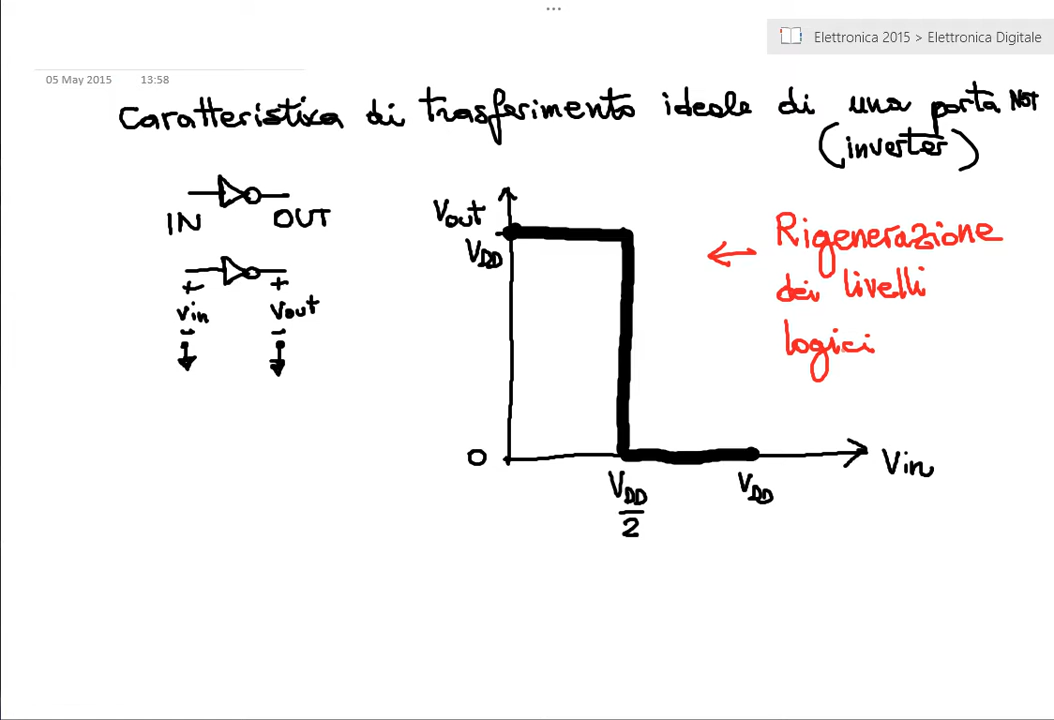 ...
Elettronica 2015 > Elettronica Digitale
05 May 2015 13:58
Caratteristica di trasferimento ideale di una porta NOT
(inverter)
IN OUT
+ +
Vin Vout
- -
Vout
VDD
0
VDD/2
VDD
Vin
← Rigenerazione
dei livelli
logici